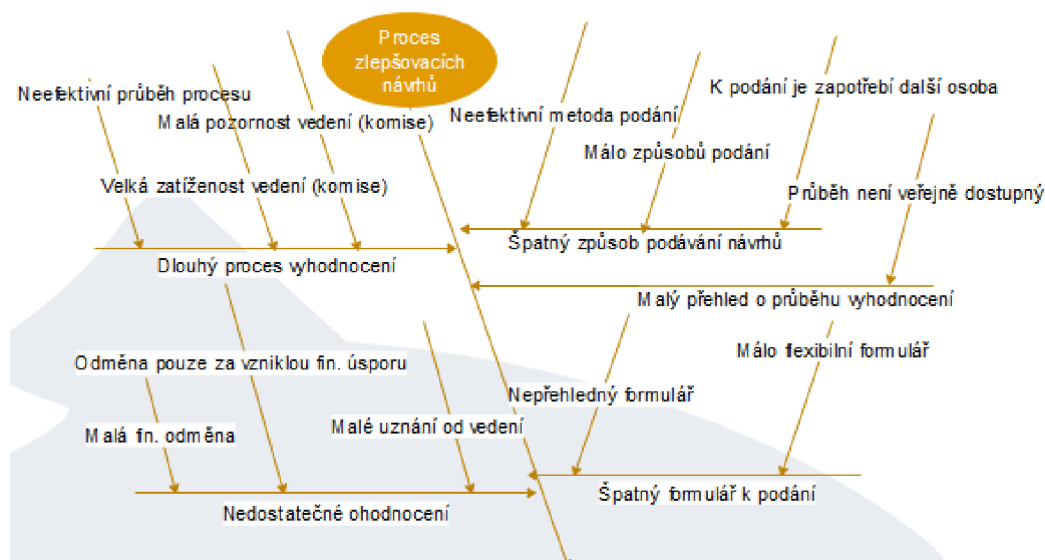 Proces
zlepšovacích
návrhů
Neefektivní průběh procesu
Malá pozornost vedení (komise)
Velká zatíženost vedení (komise)
Dlouhý proces vyhodnocení
Neefektivní metoda podání
Málo způsobů podání
K podání je zapotřebí další osoba
Špatný způsob podávání návrhů
Průběh není veřejně dostupný
Malý přehled o průběhu vyhodnocení
Odměna pouze za vzniklou fin. úsporu
Malá fin. odměna
Malé uznání od vedení
Nedostatečné ohodnocení
Nepřehledný formulář
Málo flexibilní formulář
Špatný formulář k podání